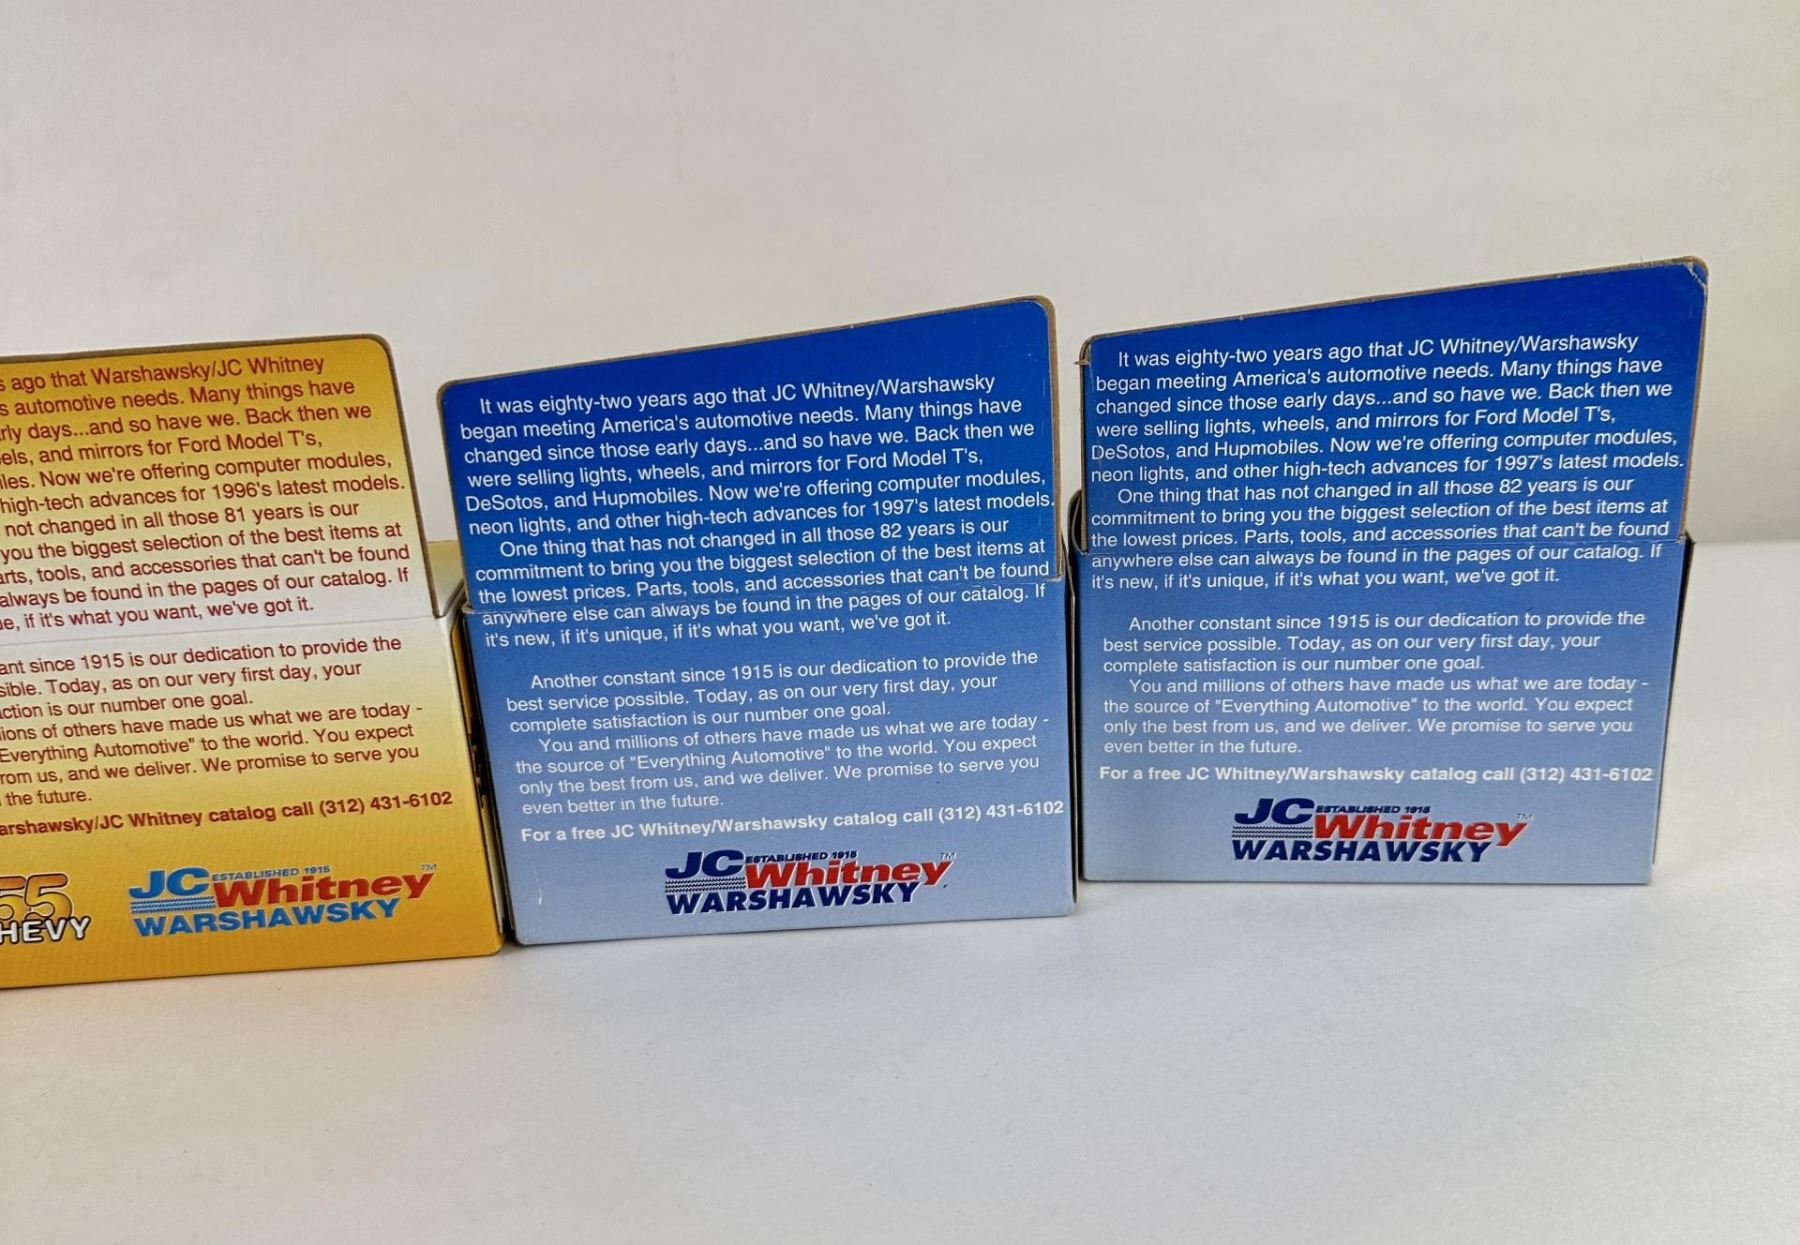 s ago that Warshawsky/JC Whitney
s automotive needs. Many things have
rly days...and so have we. Back then we
els, and mirrors for Ford Model T's,
iles. Now we're offering computer modules,
high-tech advances for 1996's latest models.
not changed in all those 81 years is our
you the biggest selection of the best items at
arts, tools, and accessories that can't be found
always be found in the pages of our catalog. If
e, if it's what you want, we've got it.
ant since 1915 is our dedication to provide the
sible. Today, as on our very first day, your
ction is our number one goal.
ions of others have made us what we are today -
Everything Automotive" to the world. You expect
rom us, and we deliver. We promise to serve you
the future.
arshawsky/JC Whitney catalog call (312) 431-6102
55
HEVY
JC ESTABLISHED 1915
Whitney™
WARSHAWSKY
It was eighty-two years ago that JC Whitney/Warshawsky
began meeting America's automotive needs. Many things have
changed since those early days...and so have we. Back then we
were selling lights, wheels, and mirrors for Ford Model T's,
DeSotos, and Hupmobiles. Now we're offering computer modules,
neon lights, and other high-tech advances for 1997's latest models.
One thing that has not changed in all those 82 years is our
commitment to bring you the biggest selection of the best items at
the lowest prices. Parts, tools, and accessories that can't be found
anywhere else can always be found in the pages of our catalog. If
it's new, if it's unique, if it's what you want, we've got it.
Another constant since 1915 is our dedication to provide the
best service possible. Today, as on our very first day, your
complete satisfaction is our number one goal.
You and millions of others have made us what we are today -
the source of "Everything Automotive" to the world. You expect
only the best from us, and we deliver. We promise to serve you
even better in the future.
For a free JC Whitney/Warshawsky catalog call (312) 431-6102
JC ESTABLISHED 1915
Whitney™
WARSHAWSKY
It was eighty-two years ago that JC Whitney/Warshawsky
began meeting America's automotive needs. Many things have
changed since those early days...and so have we. Back then we
were selling lights, wheels, and mirrors for Ford Model T's,
DeSotos, and Hupmobiles. Now we're offering computer modules,
neon lights, and other high-tech advances for 1997's latest models.
One thing that has not changed in all those 82 years is our
commitment to bring you the biggest selection of the best items at
the lowest prices. Parts, tools, and accessories that can't be found
anywhere else can always be found in the pages of our catalog. If
it's new, if it's unique, if it's what you want, we've got it.
Another constant since 1915 is our dedication to provide the
best service possible. Today, as on our very first day, your
complete satisfaction is our number one goal.
You and millions of others have made us what we are today -
the source of "Everything Automotive" to the world. You expect
only the best from us, and we deliver. We promise to serve you
even better in the future.
For a free JC Whitney/Warshawsky catalog call (312) 431-6102
JC ESTABLISHED 1915
Whitney™
WARSHAWSKY